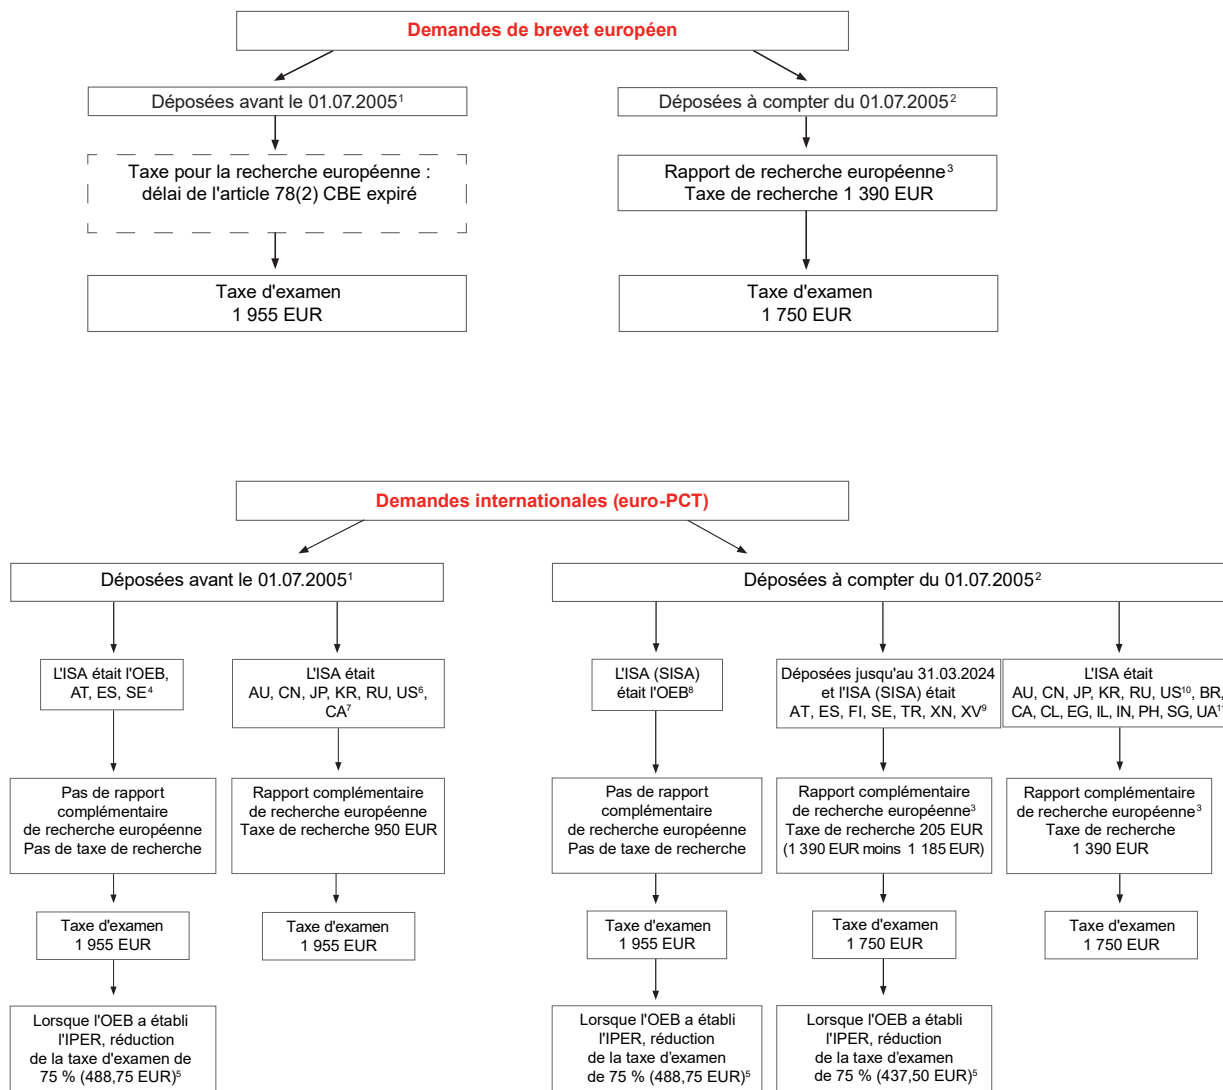 Demandes de brevet européen
Déposées avant le 01.07.2005¹
Déposées à compter du 01.07.2005²
Taxe pour la recherche européenne :
délai de l'article 78(2) CBE expiré
Rapport de recherche européenne³
Taxe de recherche 1 390 EUR
Taxe d'examen
1 955 EUR
Taxe d'examen
1 750 EUR
Demandes internationales (euro-PCT)
Déposées avant le 01.07.2005¹
Déposées à compter du 01.07.2005²
L'ISA était l'OEB,
AT, ES, SE⁴
L'ISA était
AU, CN, JP, KR, RU, US⁶,
CA⁷
L'ISA (SISA)
était l'OEB⁸
Déposées jusqu'au 31.03.2024
et l'ISA (SISA) était
AT, ES, FI, SE, TR, XN, XV⁹
L'ISA était
AU, CN, JP, KR, RU, US¹⁰, BR,
CA, CL, EG, IL, IN, PH, SG, UA¹¹
Pas de rapport
complémentaire
de recherche européenne
Pas de taxe de recherche
Rapport complémentaire
de recherche européenne
Taxe de recherche 950 EUR
Pas de rapport
complémentaire
de recherche européenne
Pas de taxe de recherche
Rapport complémentaire
de recherche européenne³
Taxe de recherche 205 EUR
(1 390 EUR moins 1 185 EUR)
Rapport complémentaire
de recherche européenne³
Taxe de recherche
1 390 EUR
Taxe d'examen
1 955 EUR
Taxe d'examen
1 955 EUR
Taxe d'examen
1 955 EUR
Taxe d'examen
1 750 EUR
Taxe d'examen
1 750 EUR
Lorsque l'OEB a établi
l'IPER, réduction
de la taxe d'examen de
75 % (488,75 EUR)⁵
Lorsque l'OEB a établi
l'IPER, réduction
de la taxe d’examen
de 75 % (488,75 EUR)⁵
Lorsque l'OEB a établi
l'IPER, réduction
de la taxe d’examen
de 75 % (437,50 EUR)⁵